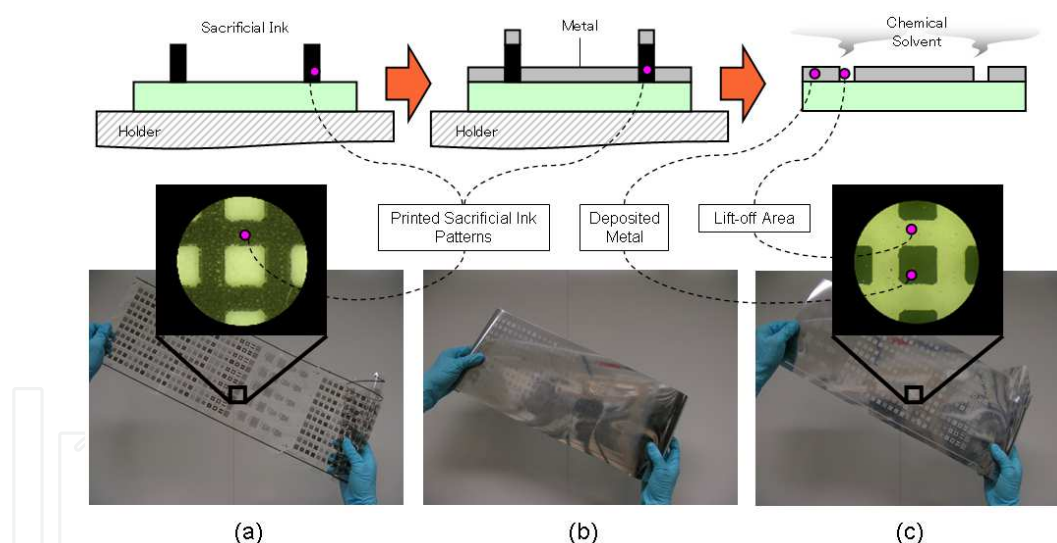 Sacrificial Ink
Metal
Chemical
Solvent
Holder
Holder
Printed Sacrificial Ink
Patterns
Deposited
Metal
Lift-off Area
(a)
(b)
(c)